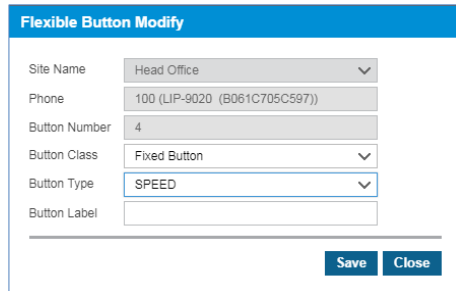 Flexible Button Modify
Site Name Head Office
Phone 100 (LIP-9020 (B061C705C597))
Button Number 4
Button Class Fixed Button
Button Type SPEED
Button Label
Save Close